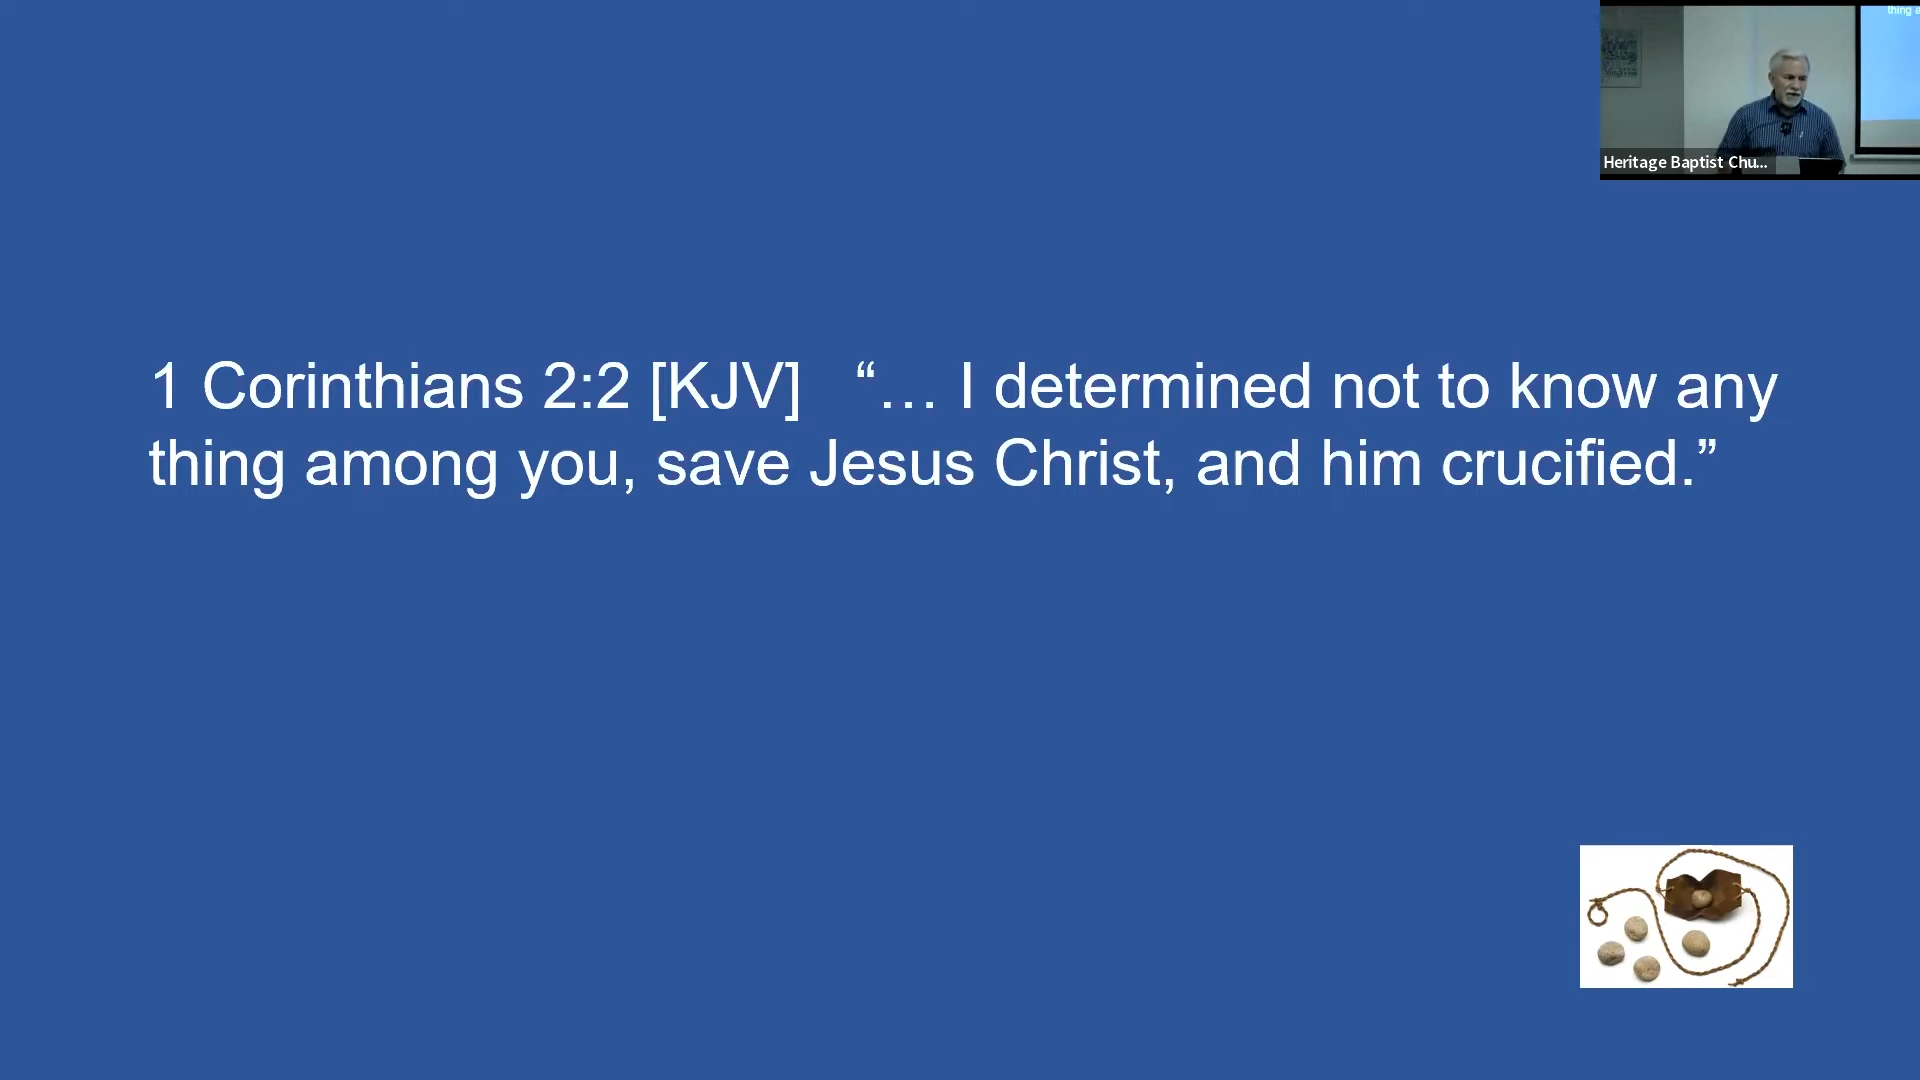 thing a
Heritage Baptist Chu...
1 Corinthians 2:2 [KJV]   “… I determined not to know any
thing among you, save Jesus Christ, and him crucified.”